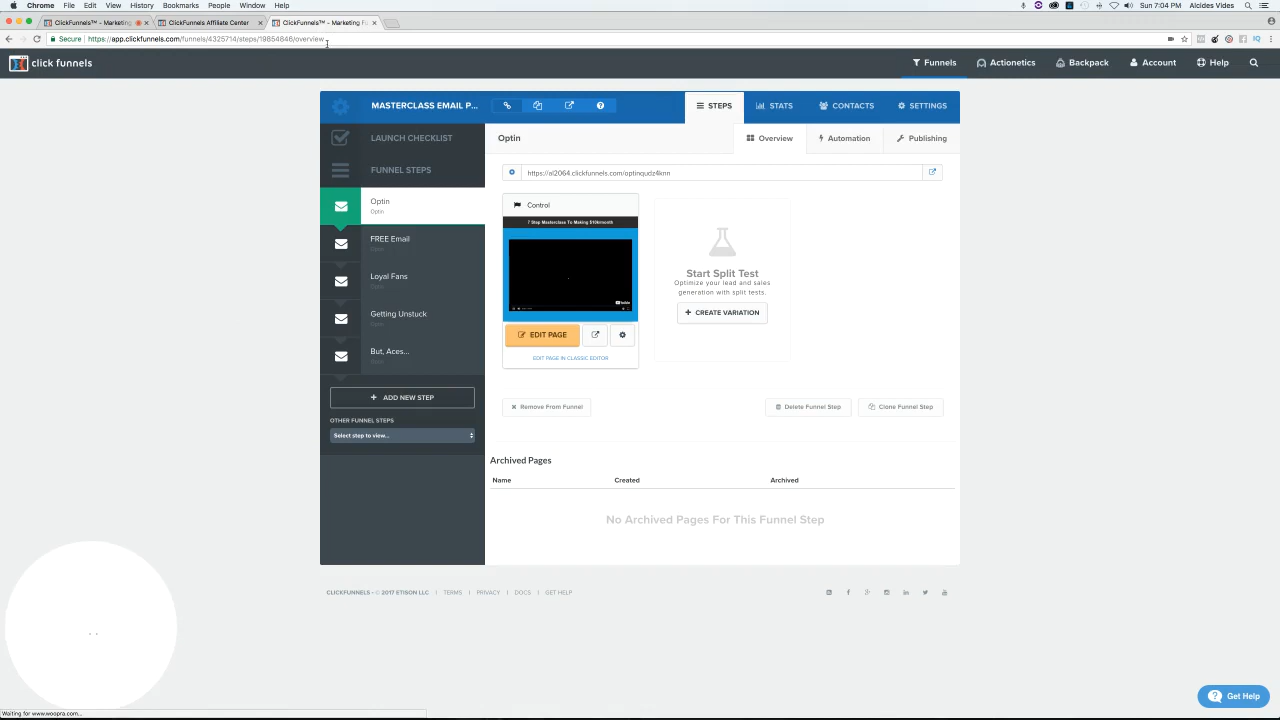 Chrome File Edit View History Bookmarks People Window Help
Sun 7:04 PM Alcides Vides
ClickFunnels™ - Marketing
ClickFunnels Affiliate Center
ClickFunnels™ - Marketing Fu
Secure https://app.clickfunnels.com/funnels/4325714/steps/19854846/overview
click funnels
Funnels
Actionetics
Backpack
Account
Help
MASTERCLASS EMAIL P...
STEPS
STATS
CONTACTS
SETTINGS
LAUNCH CHECKLIST
FUNNEL STEPS
Optin
Optin
FREE Email
Optin
Loyal Fans
Optin
Getting Unstuck
Optin
But, Aces...
Optin
+ ADD NEW STEP
OTHER FUNNEL STEPS
Select step to view...
Optin
Overview
Automation
Publishing
https://al2064.clickfunnels.com/optinqudz4knn
Control
7 Step Masterclass To Making $10k/month
YouTube
EDIT PAGE
EDIT PAGE IN CLASSIC EDITOR
Start Split Test
Optimize your lead and sales
generation with split tests.
+ CREATE VARIATION
Remove From Funnel
Delete Funnel Step
Clone Funnel Step
Archived Pages
Name Created Archived
No Archived Pages For This Funnel Step
CLICKFUNNELS - © 2017 ETISON LLC | TERMS | PRIVACY | DOCS | GET HELP
Get Help
Waiting for www.woopra.com...